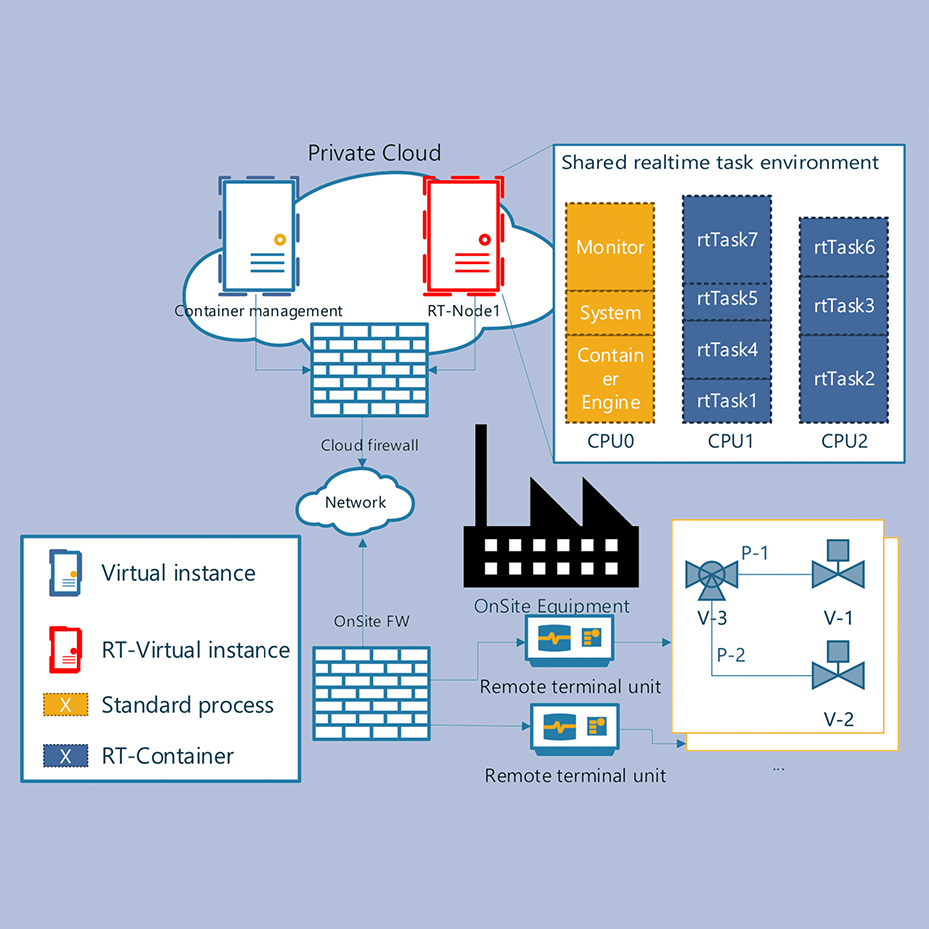 Private Cloud
Shared realtime task environment
Monitor
System
Contain
er
Engine
rtTask7
rtTask5
rtTask4
rtTask1
rtTask6
rtTask3
rtTask2
CPU0
CPU1
CPU2
Container management
RT-Node1
Cloud firewall
Network
OnSite FW
OnSite Equipment
Remote terminal unit
Remote terminal unit
P-1
V-3
V-1
P-2
V-2
...
Virtual instance
RT-Virtual instance
X
Standard process
X
RT-Container